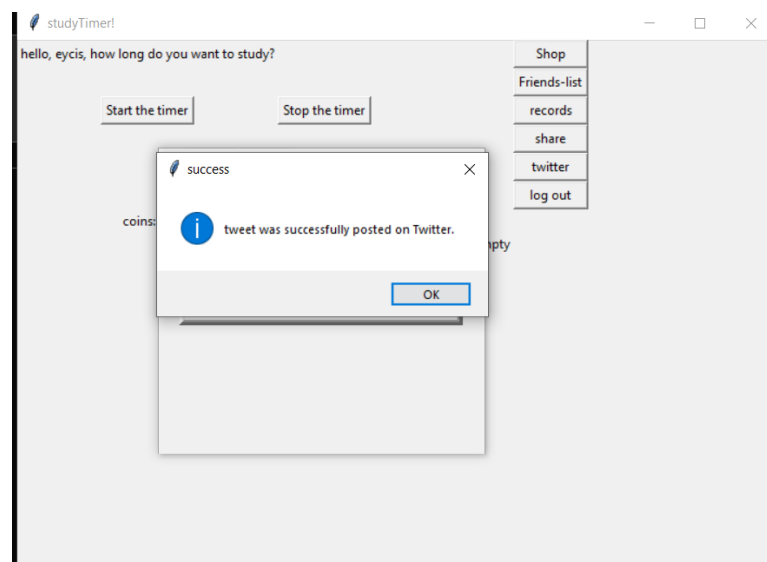 studyTimer!
hello, eycis, how long do you want to study?
Shop
Friends-list
Start the timer
Stop the timer
records
share
success
twitter
log out
coins:
tweet was successfully posted on Twitter.
OK